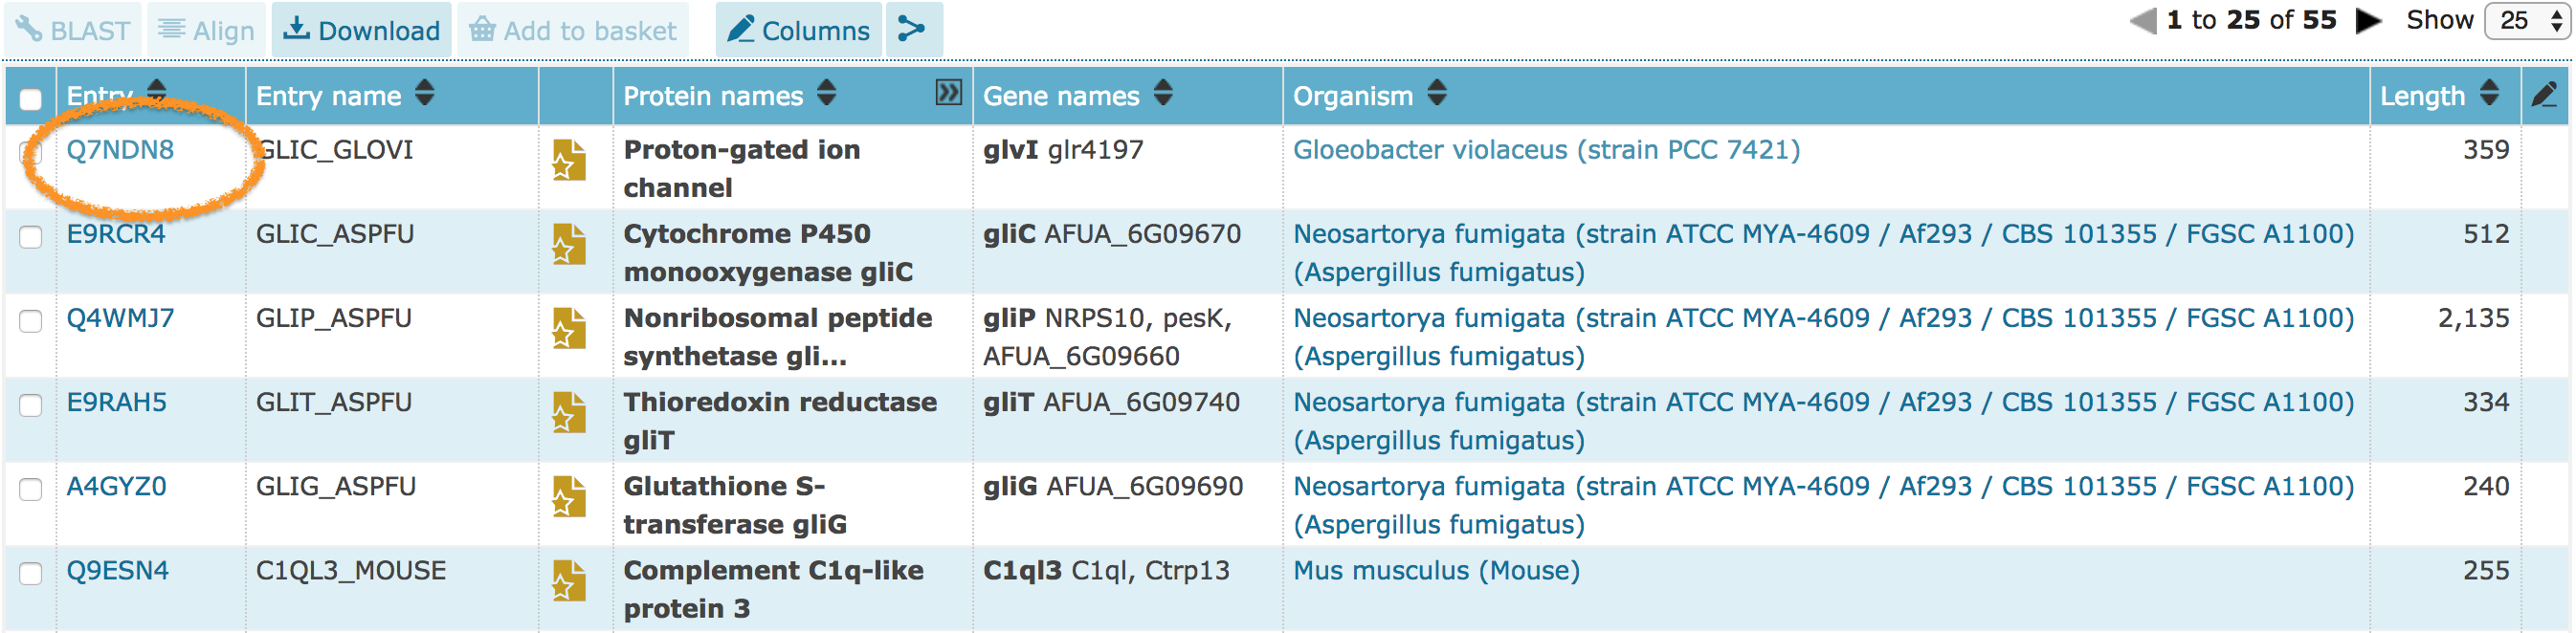 BLAST Align Download Add to basket Columns 1 to 25 of 55 Show 25
Entry Entry name Protein names Gene names Organism Length
Q7NDN8 GLIC_GLOVI Proton-gated ion glvI glr4197 Gloeobacter violaceus (strain PCC 7421) 359
channel
E9RCR4 GLIC_ASPFU Cytochrome P450 gliC AFUA_6G09670 Neosartorya fumigata (strain ATCC MYA-4609 / Af293 / CBS 101355 / FGSC A1100) 512
monooxygenase gliC (Aspergillus fumigatus)
Q4WMJ7 GLIP_ASPFU Nonribosomal peptide gliP NRPS10, pesK, Neosartorya fumigata (strain ATCC MYA-4609 / Af293 / CBS 101355 / FGSC A1100) 2,135
synthetase gli... AFUA_6G09660 (Aspergillus fumigatus)
E9RAH5 GLIT_ASPFU Thioredoxin reductase gliT AFUA_6G09740 Neosartorya fumigata (strain ATCC MYA-4609 / Af293 / CBS 101355 / FGSC A1100) 334
gliT (Aspergillus fumigatus)
A4GYZ0 GLIG_ASPFU Glutathione S- gliG AFUA_6G09690 Neosartorya fumigata (strain ATCC MYA-4609 / Af293 / CBS 101355 / FGSC A1100) 240
transferase gliG (Aspergillus fumigatus)
Q9ESN4 C1QL3_MOUSE Complement C1q-like C1ql3 C1ql, Ctrp13 Mus musculus (Mouse) 255
protein 3